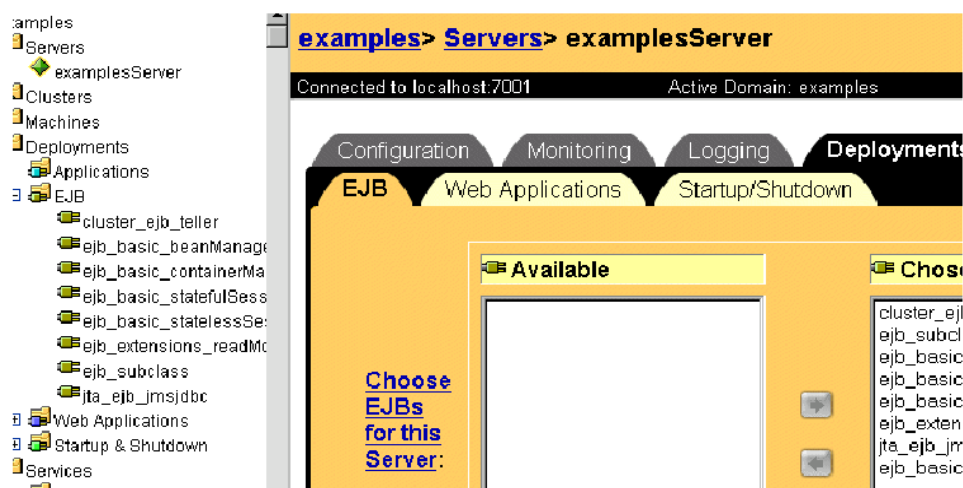 amples
Servers
examplesServer
Clusters
Machines
Deployments
Applications
EJB
cluster_ejb_teller
ejb_basic_beanManage
ejb_basic_containerMa
ejb_basic_statefulSess
ejb_basic_statelessSes
ejb_extensions_readMo
ejb_subclass
jta_ejb_jmsjdbc
Web Applications
Startup & Shutdown
Services
examples> Servers> examplesServer
Connected to localhost:7001 Active Domain: examples
Configuration Monitoring Logging Deployments
EJB Web Applications Startup/Shutdown
Available Chos
Choose
EJBs
for this
Server:
cluster_ejl
ejb_subcl
ejb_basic
ejb_basic
ejb_basic
ejb_exten
jta_ejb_jm
ejb_basic